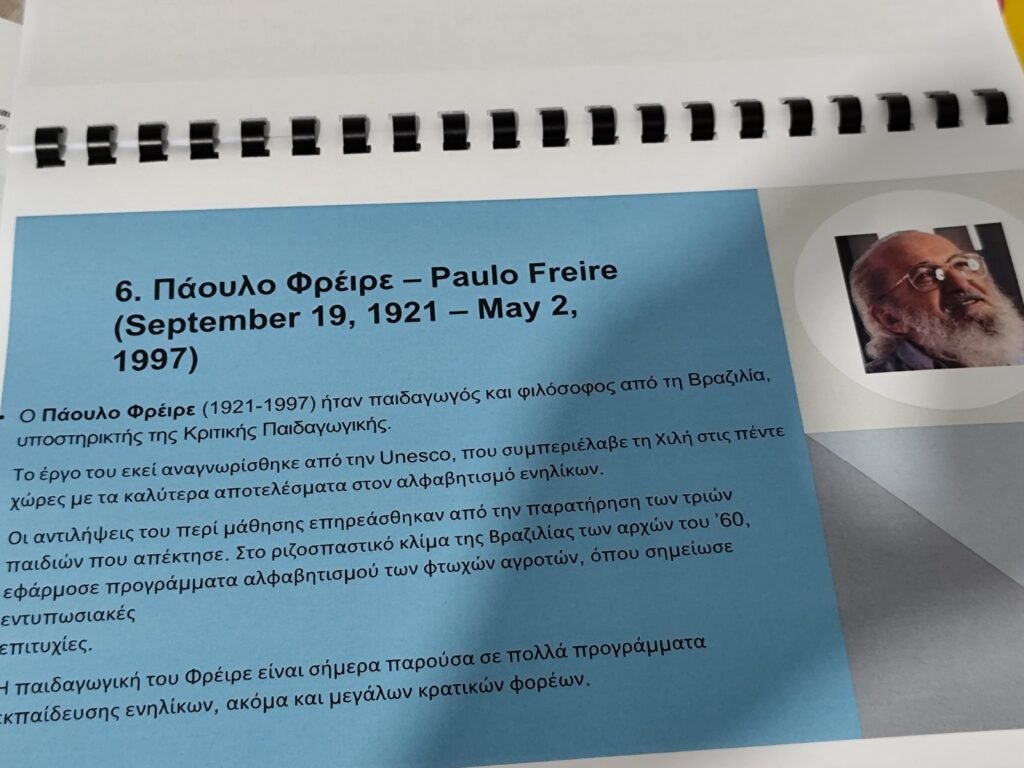 6. Πάουλο Φρέιρε – Paulo Freire
(September 19, 1921 – May 2,
1997)
• Ο Πάουλο Φρέιρε (1921-1997) ήταν παιδαγωγός και φιλόσοφος από τη Βραζιλία,
υποστηρικτής της Κριτικής Παιδαγωγικής.
Το έργο του εκεί αναγνωρίσθηκε από την Unesco, που συμπεριέλαβε τη Χιλή στις πέντε
χώρες με τα καλύτερα αποτελέσματα στον αλφαβητισμό ενηλίκων.
Οι αντιλήψεις του περί μάθησης επηρεάσθηκαν από την παρατήρηση των τριών
παιδιών που απέκτησε. Στο ριζοσπαστικό κλίμα της Βραζιλίας των αρχών του ’60,
εφάρμοσε προγράμματα αλφαβητισμού των φτωχών αγροτών, όπου σημείωσε
εντυπωσιακές
επιτυχίες.
Η παιδαγωγική του Φρέιρε είναι σήμερα παρούσα σε πολλά προγράμματα
εκπαίδευσης ενηλίκων, ακόμα και μεγάλων κρατικών φορέων.